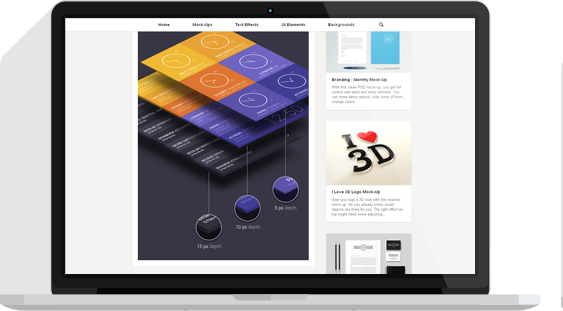 Home Mock-Ups Text Effects UI Elements Backgrounds
15 px depth
10 px depth
5 px depth
Branding - Identity Mock-Up
With this clean PSD mock-up, you get full
control over each and every element. You
can move items around, hide some of them,
change colors.
I ♥ 3D
I Love 3D Logo Mock-Up
Give your logo a 3D look with this realistic
mock-up. As you already know, smart
objects are there for you. The light effect on
top might need some adjusting.